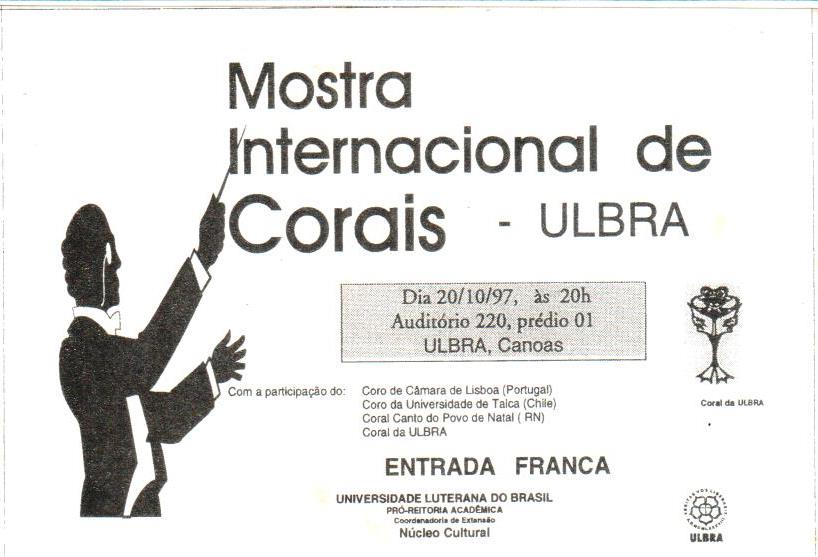 Mostra
Internacional de
Corais - ULBRA
Dia 20/10/97, às 20h
Auditório 220, prédio 01
ULBRA, Canoas
Com a participação do: Coro de Câmara de Lisboa (Portugal)
Coro da Universidade de Talca (Chile)
Coral Canto do Povo de Natal ( RN)
Coral da ULBRA
Coral da ULBRA
ENTRADA FRANCA
UNIVERSIDADE LUTERANA DO BRASIL
PRÓ-REITORIA ACADÊMICA
Coordenadoria de Extensão
Núcleo Cultural
ULBRA